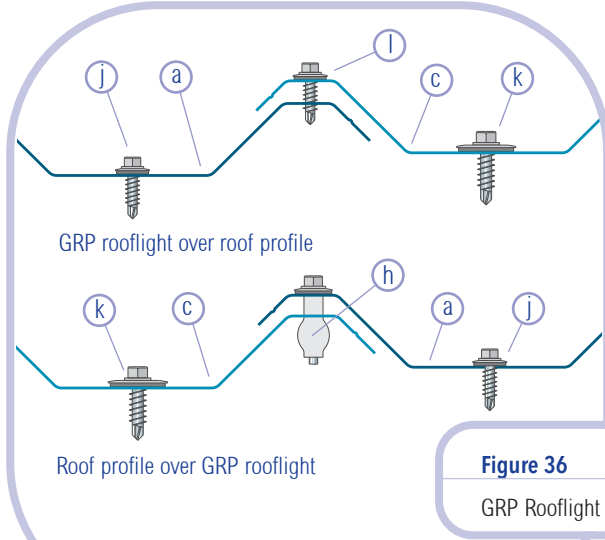 l
j
a
c
k
GRP rooflight over roof profile
h
k
c
a
j
Roof profile over GRP rooflight
Figure 36
GRP Rooflight